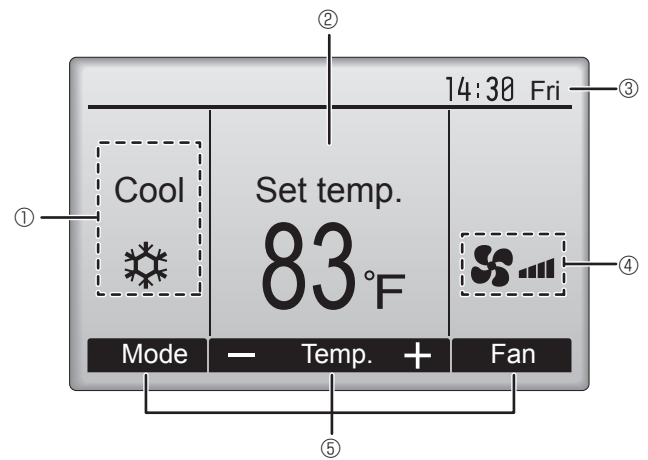 ②
14:30 Fri
③
Cool
Set temp.
①
83°F
④
Mode
— Temp. +
Fan
⑤